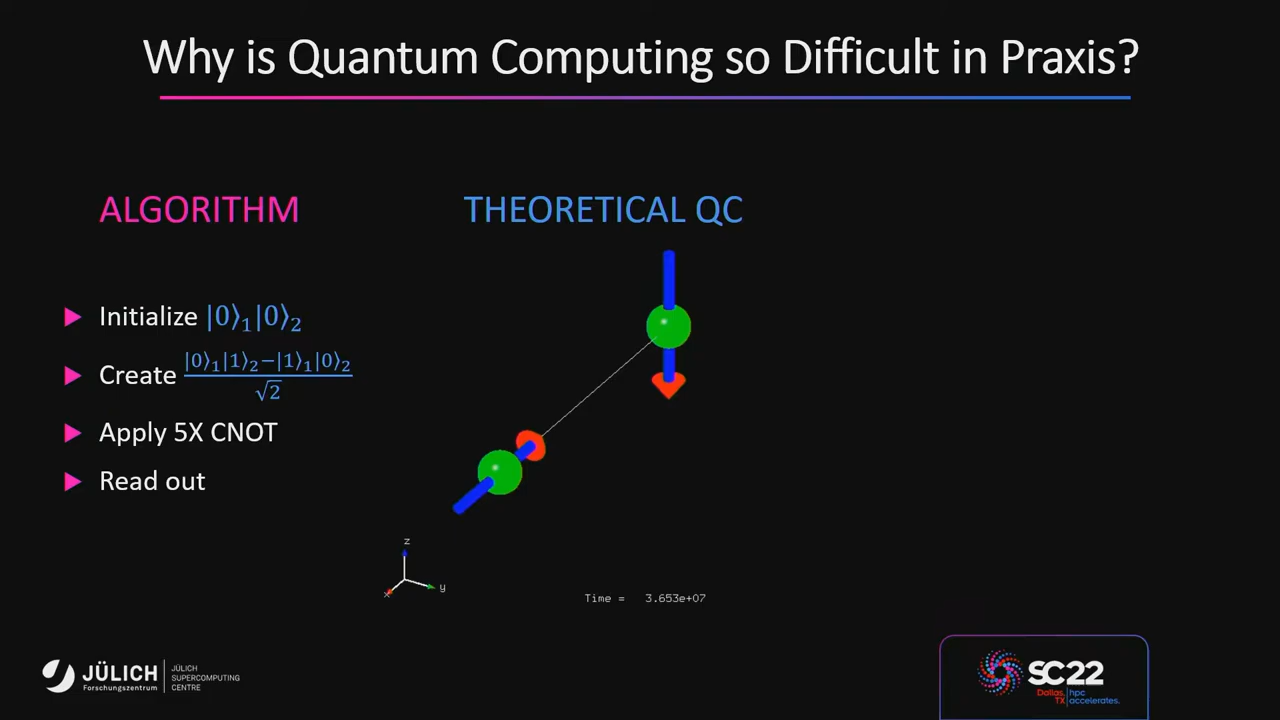 Why is Quantum Computing so Difficult in Praxis?
ALGORITHM
THEORETICAL QC
▶ Initialize |0⟩₁|0⟩₂
▶ Create (|0⟩₁|1⟩₂−|1⟩₁|0⟩₂)/√2
▶ Apply 5X CNOT
▶ Read out
z
y
x
Time = 3.653e+07
JÜLICH
Forschungszentrum
JÜLICH
SUPERCOMPUTING
CENTRE
SC22
Dallas, TX
hpc accelerates.